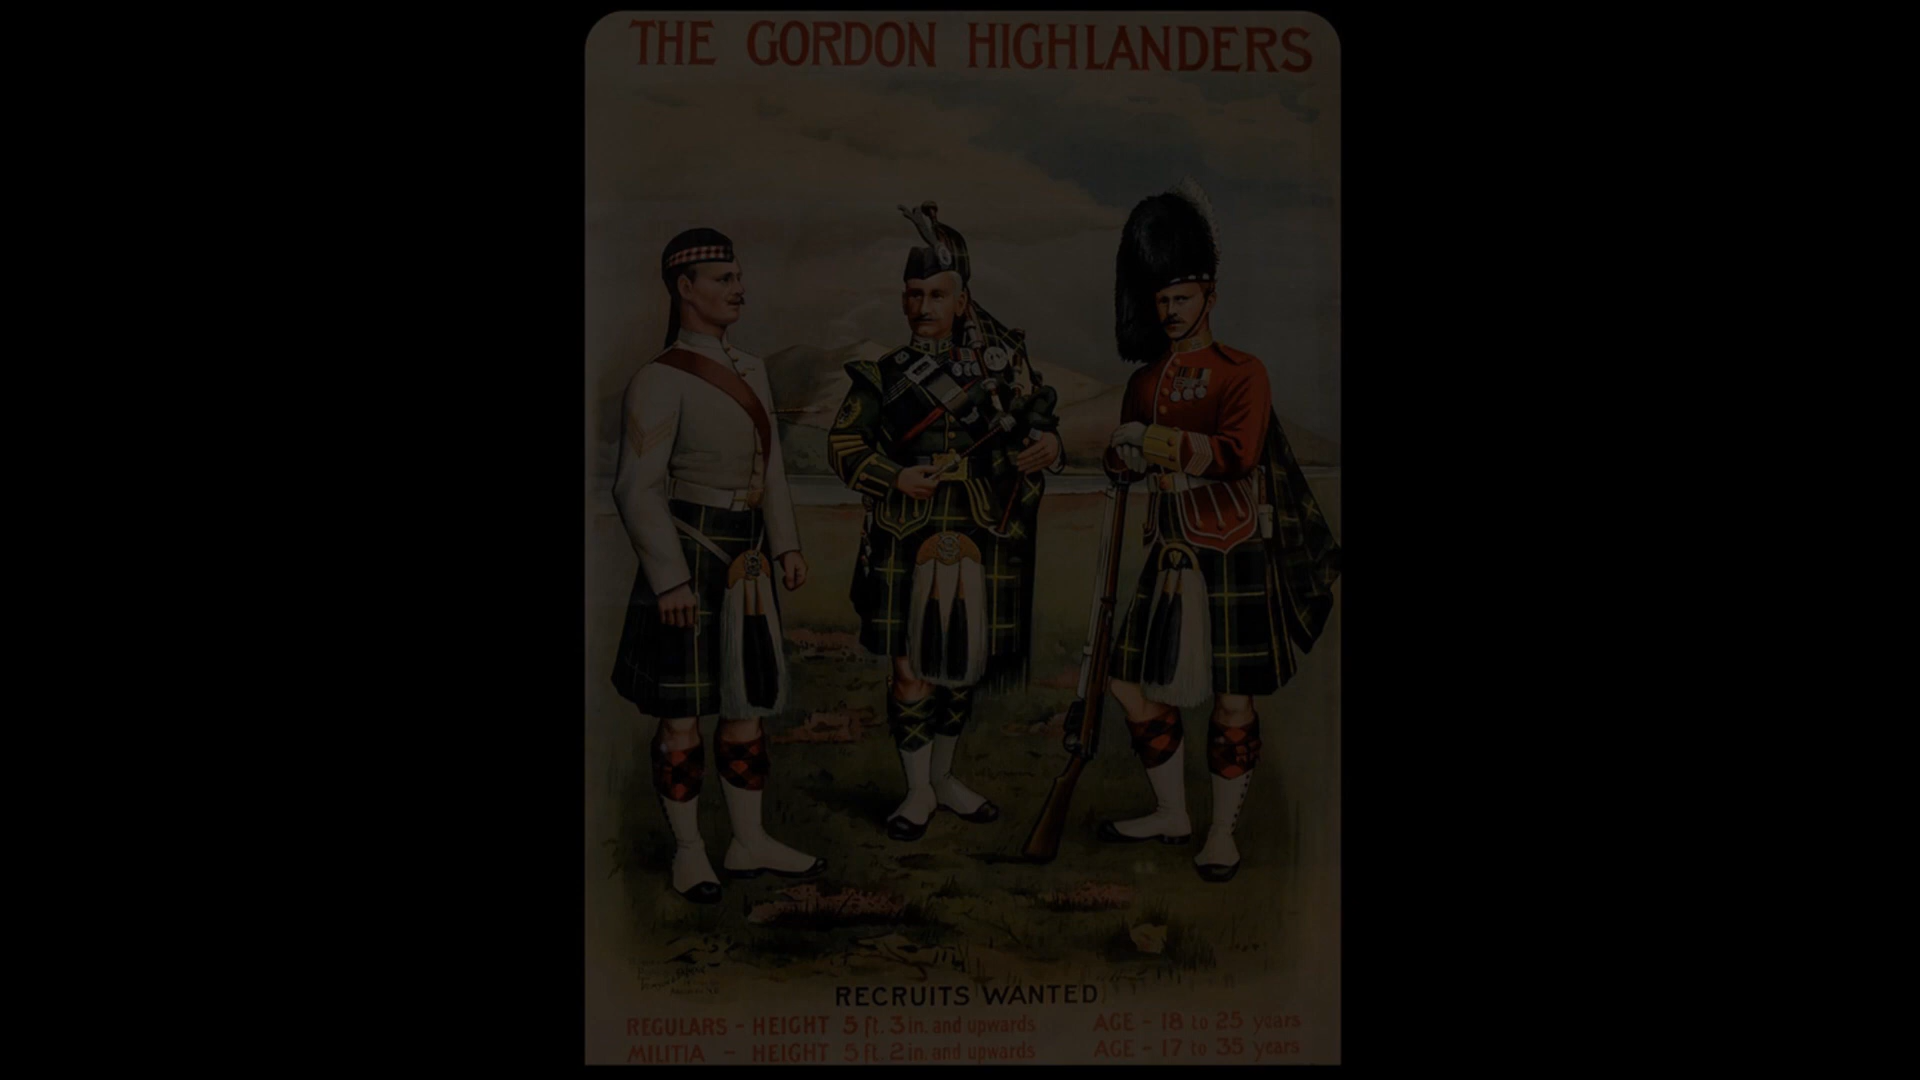 THE GORDON HIGHLANDERS
RECRUITS WANTED
REGULARS - HEIGHT 5 ft. 3 in. and upwards AGE - 18 to 25 years
MILITIA - HEIGHT 5 ft. 2 in. and upwards AGE - 17 to 35 years